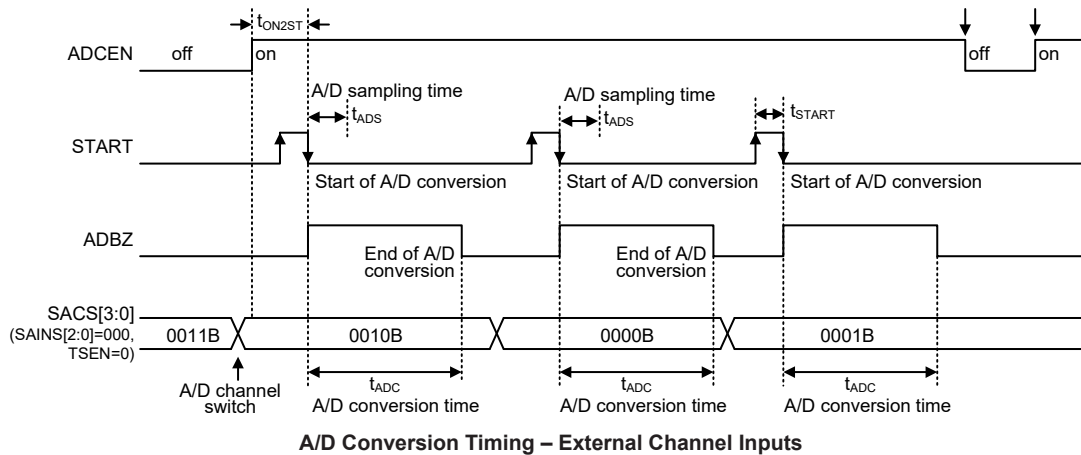 tON2ST
ADCEN off on off on
A/D sampling time A/D sampling time
tADS tADS tSTART
START
Start of A/D conversion Start of A/D conversion Start of A/D conversion
ADBZ
End of A/D conversion End of A/D conversion
SACS[3:0]
(SAINS[2:0]=000,
TSEN=0)
0011B 0010B 0000B 0001B
A/D channel
switch
tADC tADC tADC
A/D conversion time A/D conversion time A/D conversion time
A/D Conversion Timing – External Channel Inputs